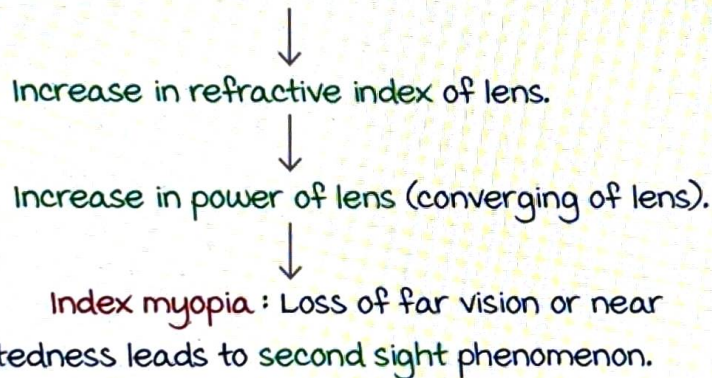 Increase in refractive index of lens.
Increase in power of lens (converging of lens).
Index myopia : Loss of far vision or near
tedness leads to second sight phenomenon.